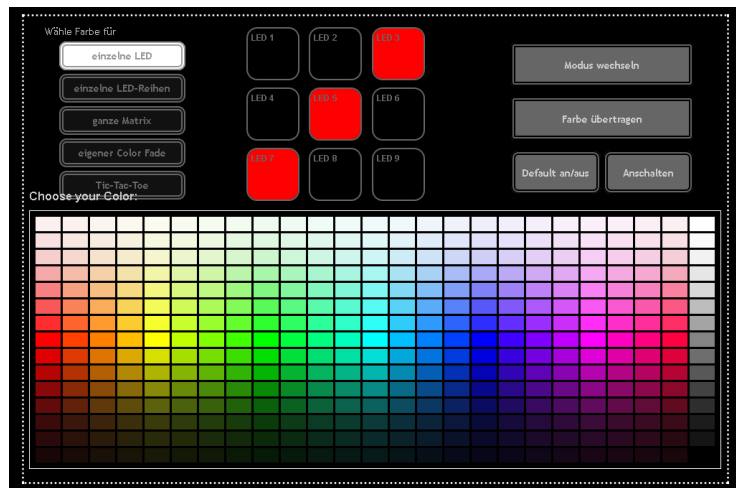 Wähle Farbe für
einzelne LED
einzelne LED-Reihen
ganze Matrix
eigener Color Fade
Tic-Tac-Toe
LED 1
LED 2
LED 3
LED 4
LED 5
LED 6
LED 7
LED 8
LED 9
Modus wechseln
Farbe übertragen
Default an/aus
Anschalten
Choose your Color: